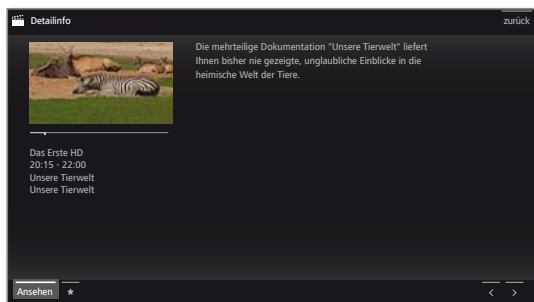 Detailinfo
zurück
Die mehrteilige Dokumentation "Unsere Tierwelt" liefert
Ihnen bisher nie gezeigte, unglaubliche Einblicke in die
heimische Welt der Tiere.
Das Erste HD
20:15 - 22:00
Unsere Tierwelt
Unsere Tierwelt
Ansehen ★ < >